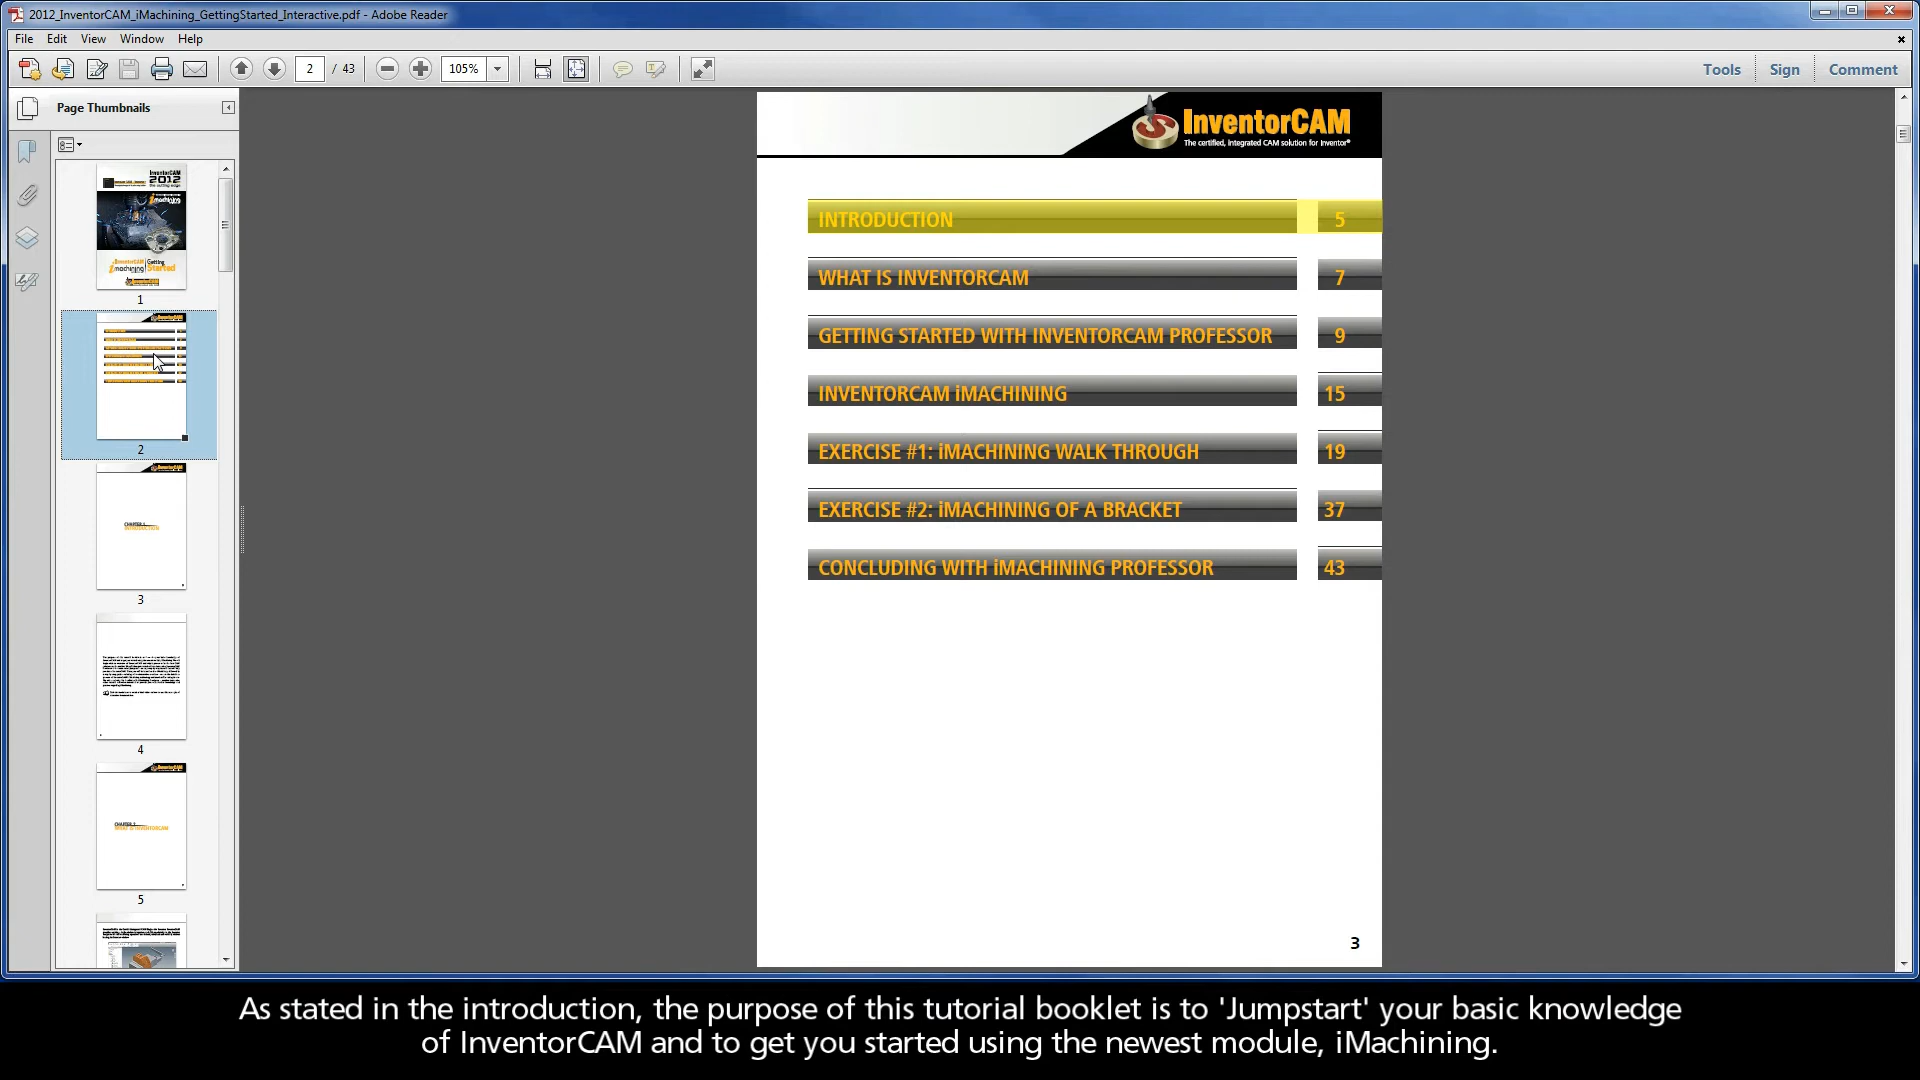 2012_InventorCAM_iMachining_GettingStarted_Interactive.pdf - Adobe Reader
File Edit View Window Help
2 / 43 105% Tools Sign Comment
Page Thumbnails
InventorCAM
2012
1
2
3
4
5
InventorCAM
The certified, integrated CAM solution for Inventor®
INTRODUCTION 5
WHAT IS INVENTORCAM 7
GETTING STARTED WITH INVENTORCAM PROFESSOR 9
INVENTORCAM iMACHINING 15
EXERCISE #1: iMACHINING WALK THROUGH 19
EXERCISE #2: iMACHINING OF A BRACKET 37
CONCLUDING WITH iMACHINING PROFESSOR 43
3
As stated in the introduction, the purpose of this tutorial booklet is to 'Jumpstart' your basic knowledge
of InventorCAM and to get you started using the newest module, iMachining.